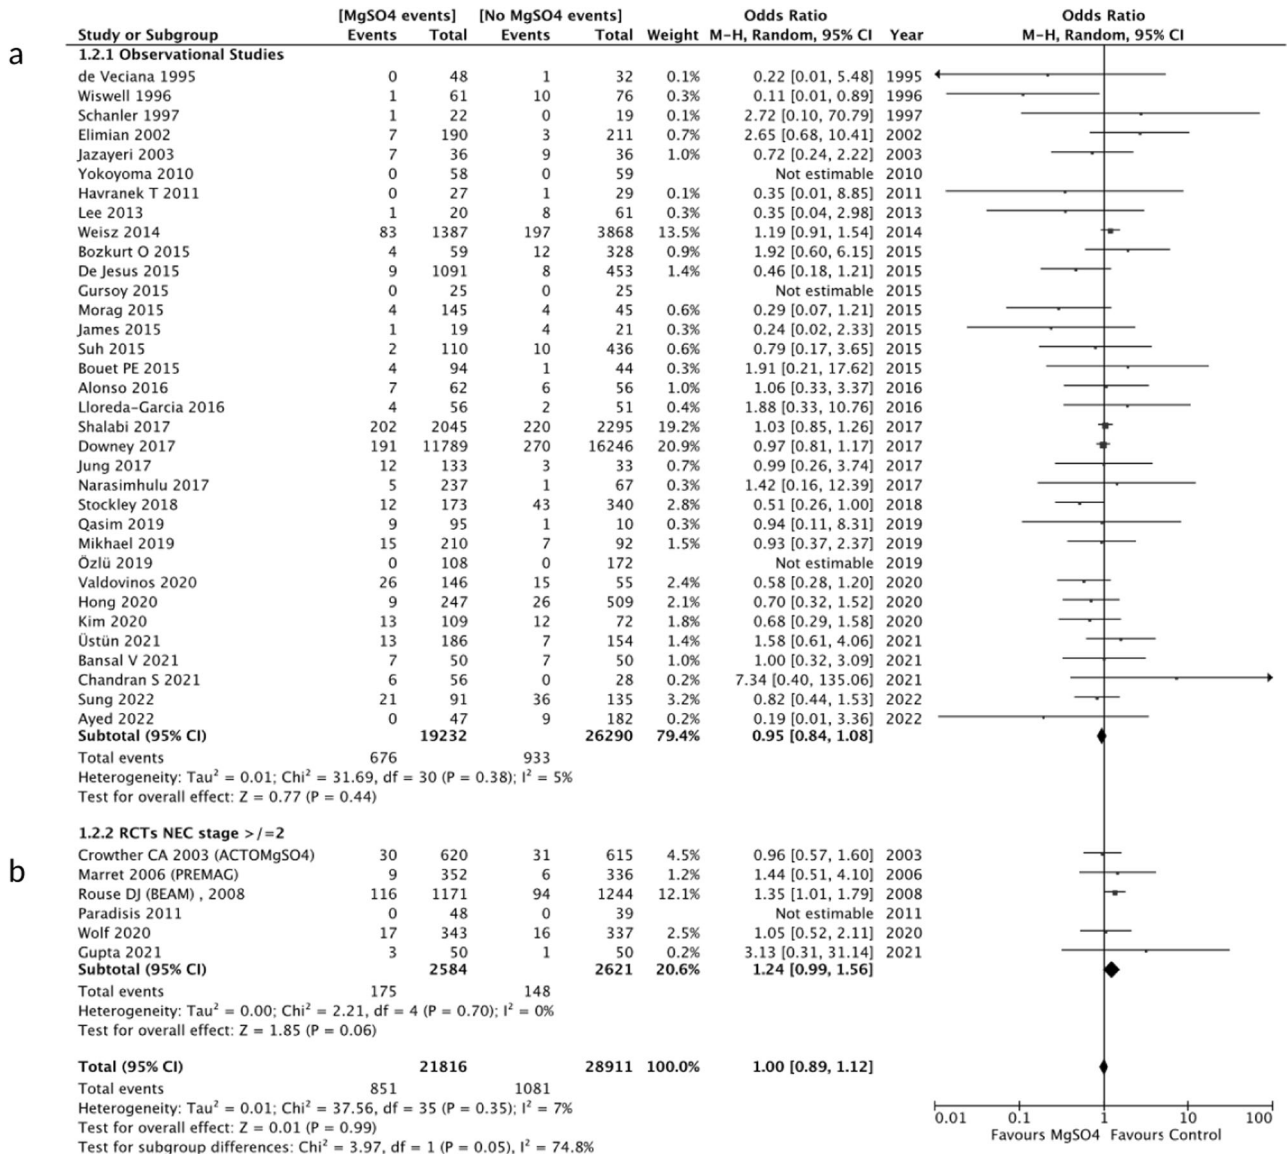 [MgSO4 events] [No MgSO4 events] Odds Ratio Odds Ratio
Study or Subgroup Events Total Events Total Weight M-H, Random, 95% CI Year M-H, Random, 95% CI
a
1.2.1 Observational Studies
de Veciana 1995 0 48 1 32 0.1% 0.22 [0.01, 5.48] 1995
Wiswell 1996 1 61 10 76 0.3% 0.11 [0.01, 0.89] 1996
Schanler 1997 1 22 0 19 0.1% 2.72 [0.10, 70.79] 1997
Elimian 2002 7 190 3 211 0.7% 2.65 [0.68, 10.41] 2002
Jazayeri 2003 7 36 9 36 1.0% 0.72 [0.24, 2.22] 2003
Yokoyoma 2010 0 58 0 59 Not estimable 2010
Havranek T 2011 0 27 1 29 0.1% 0.35 [0.01, 8.85] 2011
Lee 2013 1 20 8 61 0.3% 0.35 [0.04, 2.98] 2013
Weisz 2014 83 1387 197 3868 13.5% 1.19 [0.91, 1.54] 2014
Bozkurt O 2015 4 59 12 328 0.9% 1.92 [0.60, 6.15] 2015
De Jesus 2015 9 1091 8 453 1.4% 0.46 [0.18, 1.21] 2015
Gursoy 2015 0 25 0 25 Not estimable 2015
Morag 2015 4 145 4 45 0.6% 0.29 [0.07, 1.21] 2015
James 2015 1 19 4 21 0.3% 0.24 [0.02, 2.33] 2015
Suh 2015 2 110 10 436 0.6% 0.79 [0.17, 3.65] 2015
Bouet PE 2015 4 94 1 44 0.3% 1.91 [0.21, 17.62] 2015
Alonso 2016 7 62 6 56 1.0% 1.06 [0.33, 3.37] 2016
Lloreda-Garcia 2016 4 56 2 51 0.4% 1.88 [0.33, 10.76] 2016
Shalabi 2017 202 2045 220 2295 19.2% 1.03 [0.85, 1.26] 2017
Downey 2017 191 11789 270 16246 20.9% 0.97 [0.81, 1.17] 2017
Jung 2017 12 133 3 33 0.7% 0.99 [0.26, 3.74] 2017
Narasimhulu 2017 5 237 1 67 0.3% 1.42 [0.16, 12.39] 2017
Stockley 2018 12 173 43 340 2.8% 0.51 [0.26, 1.00] 2018
Qasim 2019 9 95 1 10 0.3% 0.94 [0.11, 8.31] 2019
Mikhael 2019 15 210 7 92 1.5% 0.93 [0.37, 2.37] 2019
Özlü 2019 0 108 0 172 Not estimable 2019
Valdovinos 2020 26 146 15 55 2.4% 0.58 [0.28, 1.20] 2020
Hong 2020 9 247 26 509 2.1% 0.70 [0.32, 1.52] 2020
Kim 2020 13 109 12 72 1.8% 0.68 [0.29, 1.58] 2020
Üstün 2021 13 186 7 154 1.4% 1.58 [0.61, 4.06] 2021
Bansal V 2021 7 50 7 50 1.0% 1.00 [0.32, 3.09] 2021
Chandran S 2021 6 56 0 28 0.2% 7.34 [0.40, 135.06] 2021
Sung 2022 21 91 36 135 3.2% 0.82 [0.44, 1.53] 2022
Ayed 2022 0 47 9 182 0.2% 0.19 [0.01, 3.36] 2022
Subtotal (95% CI) 19232 26290 79.4% 0.95 [0.84, 1.08]
Total events 676 933
Heterogeneity: Tau² = 0.01; Chi² = 31.69, df = 30 (P = 0.38); I² = 5%
Test for overall effect: Z = 0.77 (P = 0.44)
1.2.2 RCTs NEC stage >/=2
Crowther CA 2003 (ACTOMgSO4) 30 620 31 615 4.5% 0.96 [0.57, 1.60] 2003
b
Marret 2006 (PREMAG) 9 352 6 336 1.2% 1.44 [0.51, 4.10] 2006
Rouse DJ (BEAM) , 2008 116 1171 94 1244 12.1% 1.35 [1.01, 1.79] 2008
Paradisis 2011 0 48 0 39 Not estimable 2011
Wolf 2020 17 343 16 337 2.5% 1.05 [0.52, 2.11] 2020
Gupta 2021 3 50 1 50 0.2% 3.13 [0.31, 31.14] 2021
Subtotal (95% CI) 2584 2621 20.6% 1.24 [0.99, 1.56]
Total events 175 148
Heterogeneity: Tau² = 0.00; Chi² = 2.21, df = 4 (P = 0.70); I² = 0%
Test for overall effect: Z = 1.85 (P = 0.06)
Total (95% CI) 21816 28911 100.0% 1.00 [0.89, 1.12]
Total events 851 1081
Heterogeneity: Tau² = 0.01; Chi² = 37.56, df = 35 (P = 0.35); I² = 7%
Test for overall effect: Z = 0.01 (P = 0.99)
Test for subgroup differences: Chi² = 3.97, df = 1 (P = 0.05), I² = 74.8%
0.01 0.1 1 10 100
Favours MgSO4 Favours Control